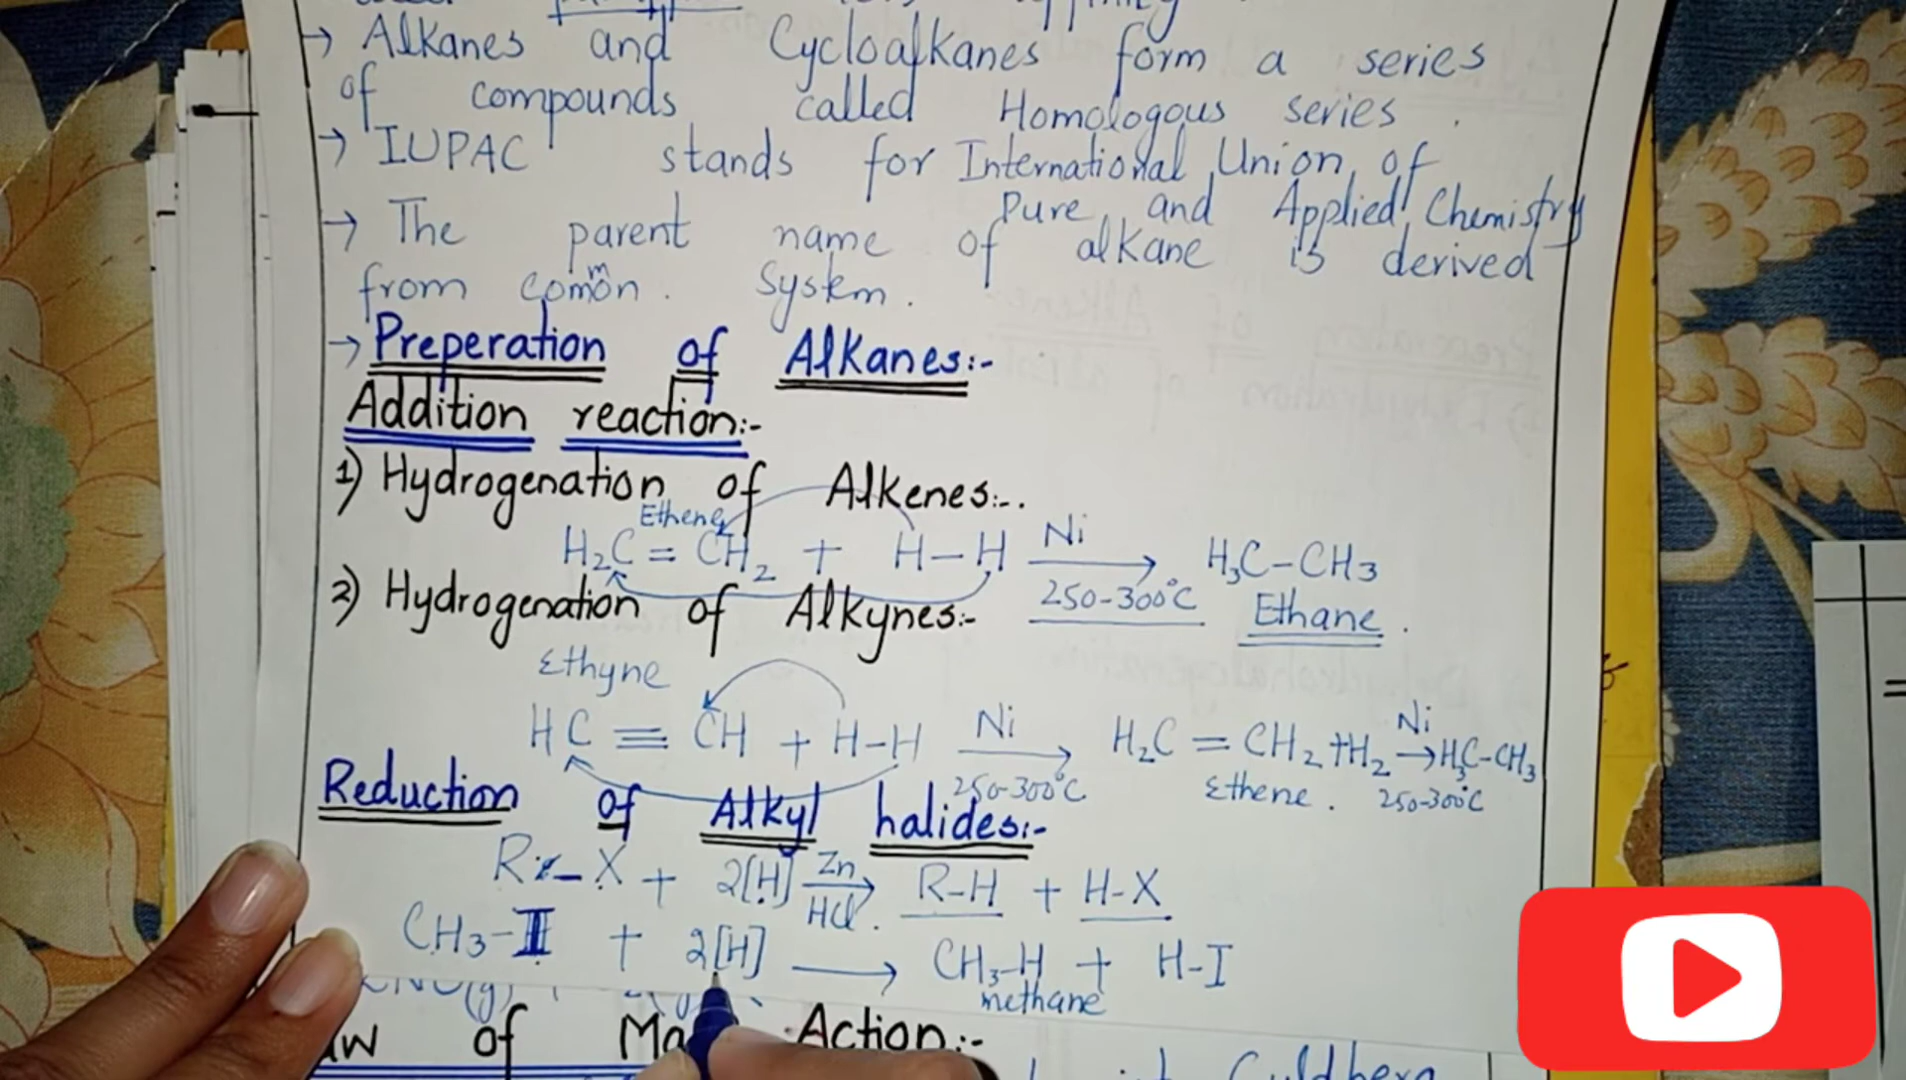 → Alkanes and Cycloalkanes form a series
of compounds called Homologous series.
→ IUPAC stands for International Union of
Pure and Applied Chemistry
→ The parent name of alkane is derived
from common. System.
→ Preperation of Alkanes:-
Addition reaction:-
1) Hydrogenation of Alkenes:-.
Ethene
H₂C = CH₂ + H-H Ni → 250-300°C H₃C-CH₃
Ethane.
2) Hydrogenation of Alkynes:-
Ethyne
HC ≡ CH + H-H Ni → 250-300°C H₂C = CH₂ + H₂ Ni → 250-300°C H₃C-CH₃
Ethene.
Reduction of Alkyl halides:-
R-X + 2[H] Zn → HCl. R-H + H-X
CH₃-I + 2[H] → CH₃-H + H-I
methane
of Action:-